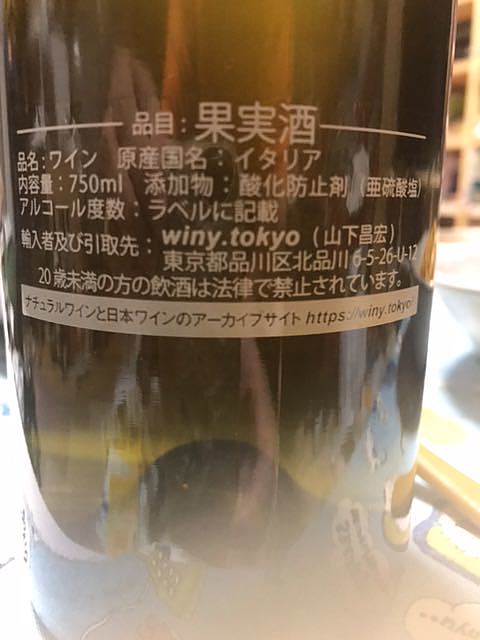 品目：果実酒
品名：ワイン　原産国名：イタリア
内容量：750ml　添加物：酸化防止剤（亜硫酸塩）
アルコール度数：ラベルに記載
輸入者及び引取先：winy.tokyo（山下昌宏）
東京都品川区北品川 6-5-26-U-12
20歳未満の方の飲酒は法律で禁止されています。
ナチュラルワインと日本ワインのアーカイブサイト https://winy.tokyo/